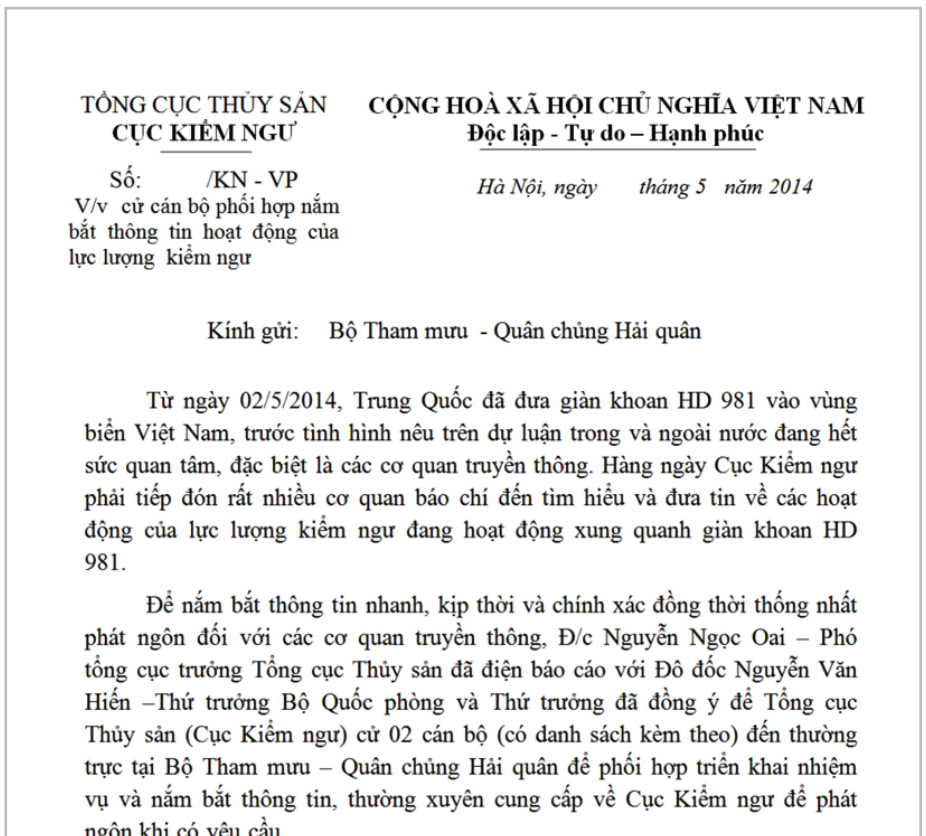 TỔNG CỤC THỦY SẢN
CỤC KIỂM NGƯ
CỘNG HOÀ XÃ HỘI CHỦ NGHĨA VIỆT NAM
Độc lập - Tự do – Hạnh phúc
Số: /KN - VP
V/v cử cán bộ phối hợp nắm
bắt thông tin hoạt động của
lực lượng kiểm ngư
Hà Nội, ngày tháng 5 năm 2014
Kính gửi: Bộ Tham mưu - Quân chủng Hải quân
Từ ngày 02/5/2014, Trung Quốc đã đưa giàn khoan HD 981 vào vùng
biển Việt Nam, trước tình hình nêu trên dự luận trong và ngoài nước đang hết
sức quan tâm, đặc biệt là các cơ quan truyền thông. Hàng ngày Cục Kiểm ngư
phải tiếp đón rất nhiều cơ quan báo chí đến tìm hiểu và đưa tin về các hoạt
động của lực lượng kiểm ngư đang hoạt động xung quanh giàn khoan HD
981.
Để nắm bắt thông tin nhanh, kịp thời và chính xác đồng thời thống nhất
phát ngôn đối với các cơ quan truyền thông, Đ/c Nguyễn Ngọc Oai – Phó
tổng cục trưởng Tổng cục Thủy sản đã điện báo cáo với Đô đốc Nguyễn Văn
Hiến –Thứ trưởng Bộ Quốc phòng và Thứ trưởng đã đồng ý để Tổng cục
Thủy sản (Cục Kiểm ngư) cử 02 cán bộ (có danh sách kèm theo) đến thường
trực tại Bộ Tham mưu – Quân chủng Hải quân để phối hợp triển khai nhiệm
vụ và nắm bắt thông tin, thường xuyên cung cấp về Cục Kiểm ngư để phát
ngôn khi có yêu cầu